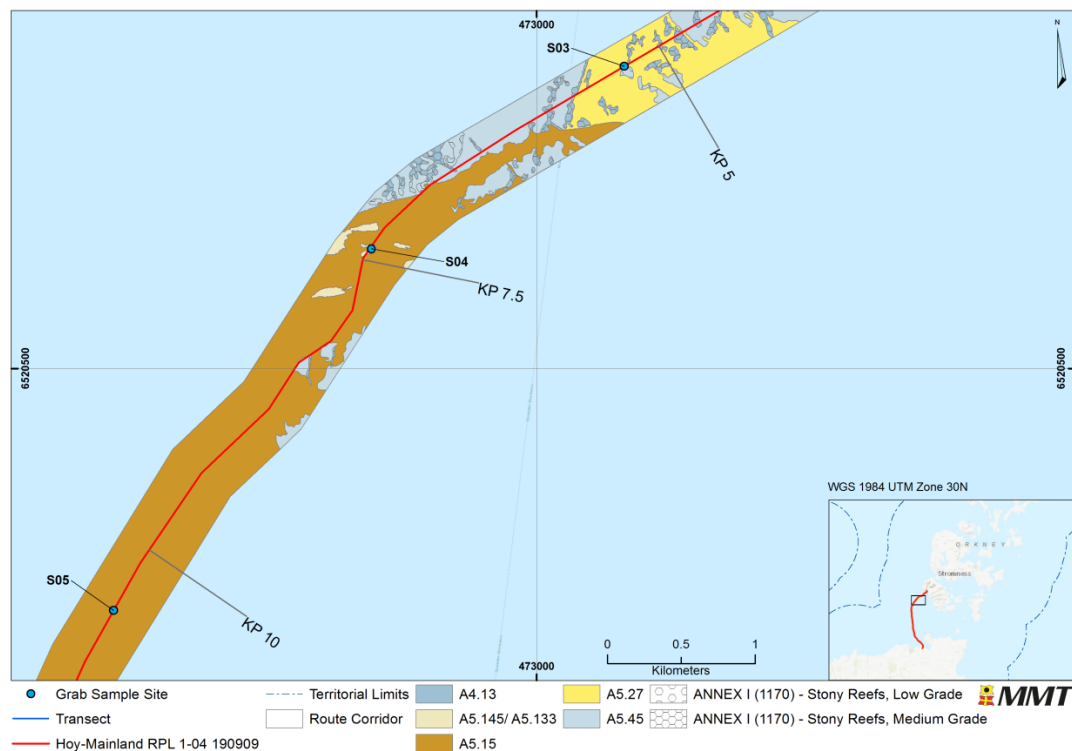 473000
N
S03
KP 5
S04
KP 7.5
6520500
6520500
S05
KP 10
WGS 1984 UTM Zone 30N
ORKNEY
Stromness
0 0.5 1
Kilometers
473000
Grab Sample Site
Transect
Hoy-Mainland RPL 1-04 190909
Territorial Limits
Route Corridor
A4.13
A5.145/ A5.133
A5.15
A5.27
A5.45
ANNEX I (1170) - Stony Reefs, Low Grade
ANNEX I (1170) - Stony Reefs, Medium Grade
MMT